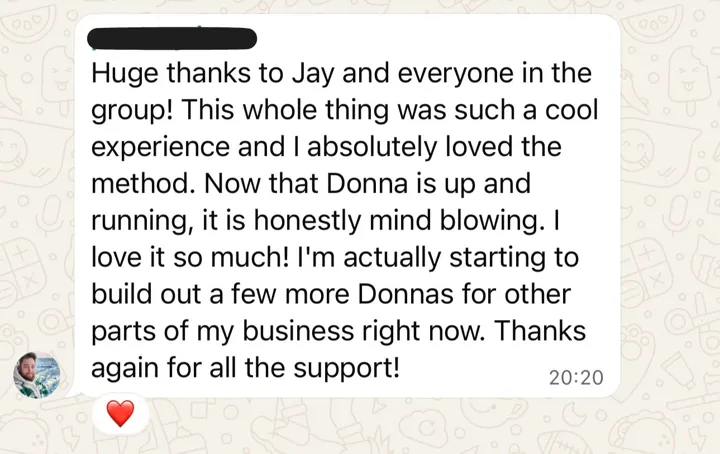 Huge thanks to Jay and everyone in the
group! This whole thing was such a cool
experience and I absolutely loved the
method. Now that Donna is up and
running, it is honestly mind blowing. I
love it so much! I'm actually starting to
build out a few more Donnas for other
parts of my business right now. Thanks
again for all the support!
20:20